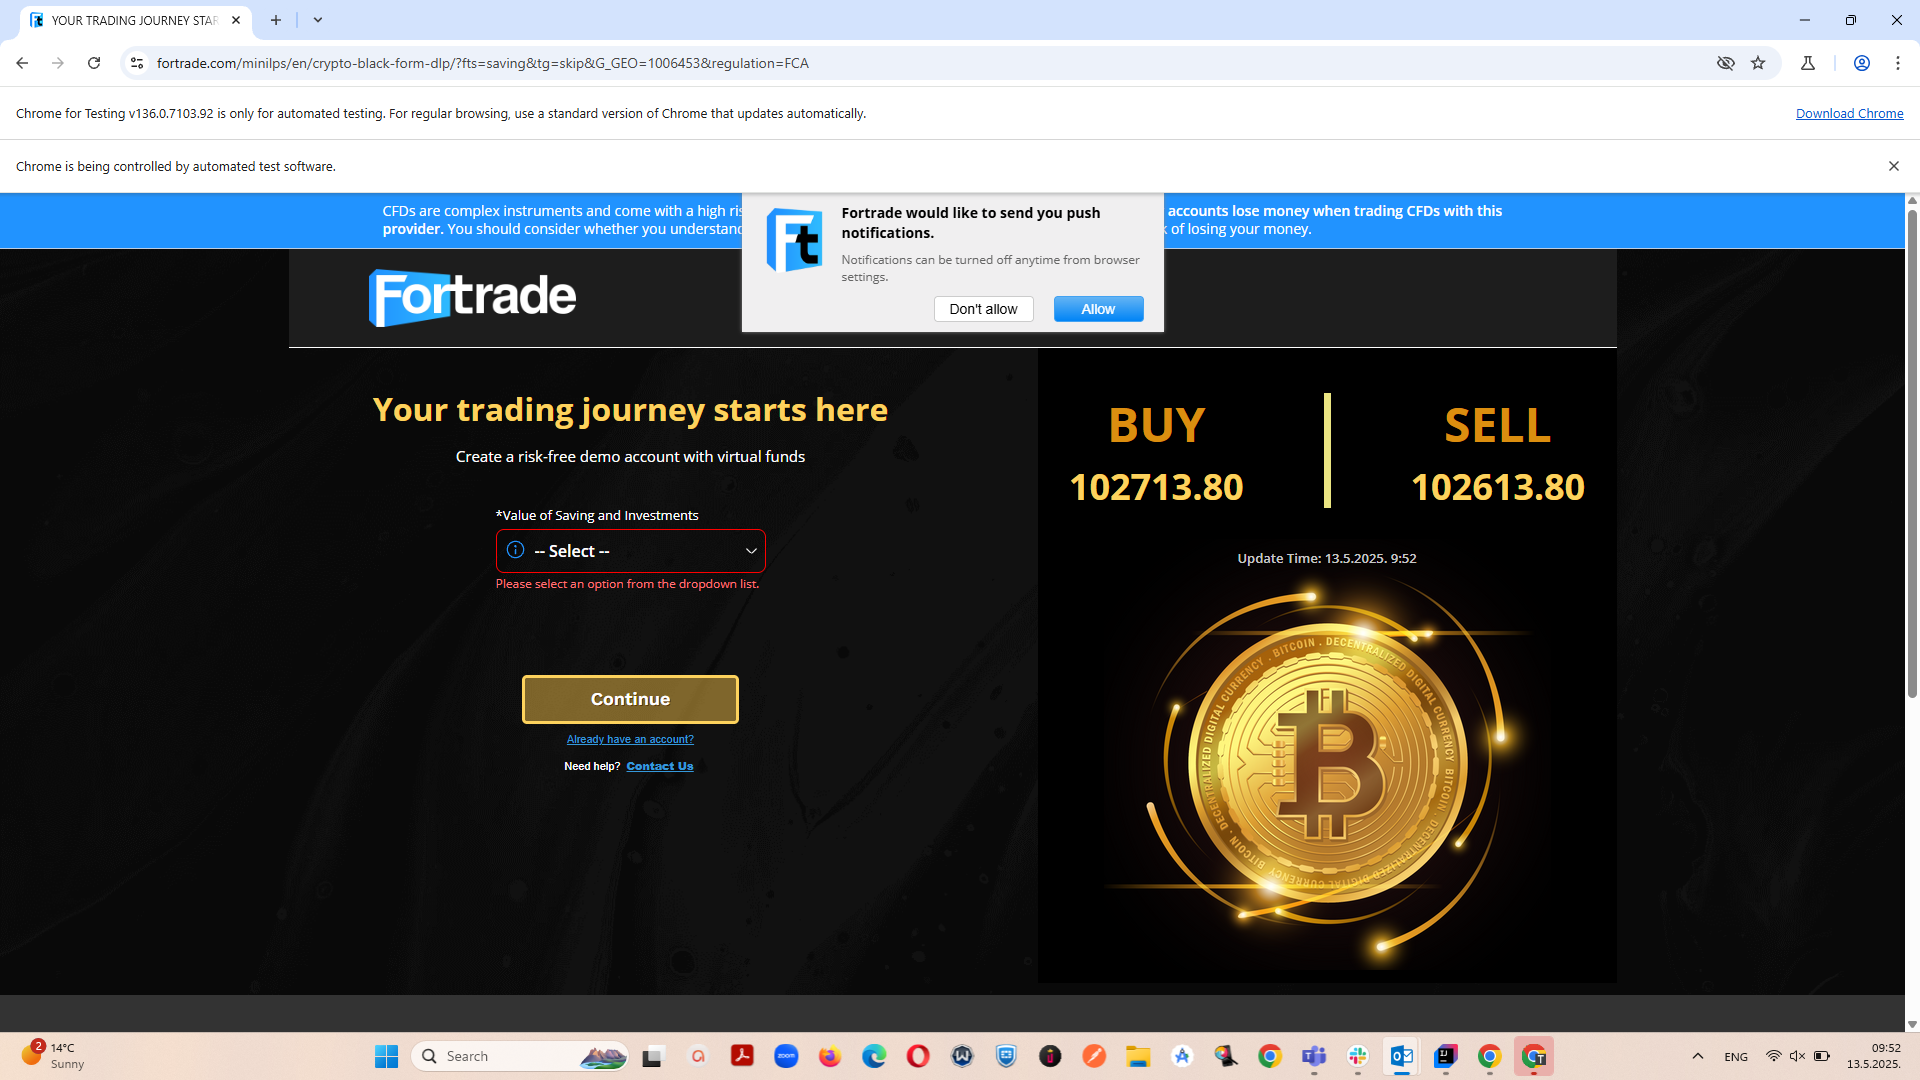 YOUR TRADING JOURNEY STAR
fortrade.com/minilps/en/crypto-black-form-dlp/?fts=saving&tg=skip&G_GEO=1006453&regulation=FCA
Chrome for Testing v136.0.7103.92 is only for automated testing. For regular browsing, use a standard version of Chrome that updates automatically.
Download Chrome
Chrome is being controlled by automated test software.
CFDs are complex instruments and come with a high
accounts lose money when trading CFDs with this
provider. You should consider whether you
of losing your money.
Fortrade would like to send you push
notifications.
Notifications can be turned off anytime from browser
settings.
Don't allow
Allow
Ft
Fortrade
Your trading journey starts here
Create a risk-free demo account with virtual funds
*Value of Saving and Investments
-- Select --
Please select an option from the dropdown list.
Continue
Already have an account?
Need help? Contact Us
BUY
102713.80
SELL
102613.80
Update Time: 13.5.2025. 9:52
BITCOIN . DECENTRALIZED DIGITAL CURRENCY . BITCOIN . DECENTRALIZED DIGITAL CURRENCY . BITCOIN . DECENTRALIZED DIGITAL CURRENCY .
2
14°C
Sunny
Search
zoom
ENG
09:52
13.5.2025.